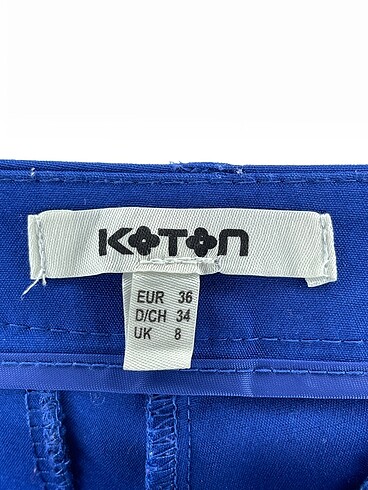 KOTON
EUR 36
D/CH 34
UK 8